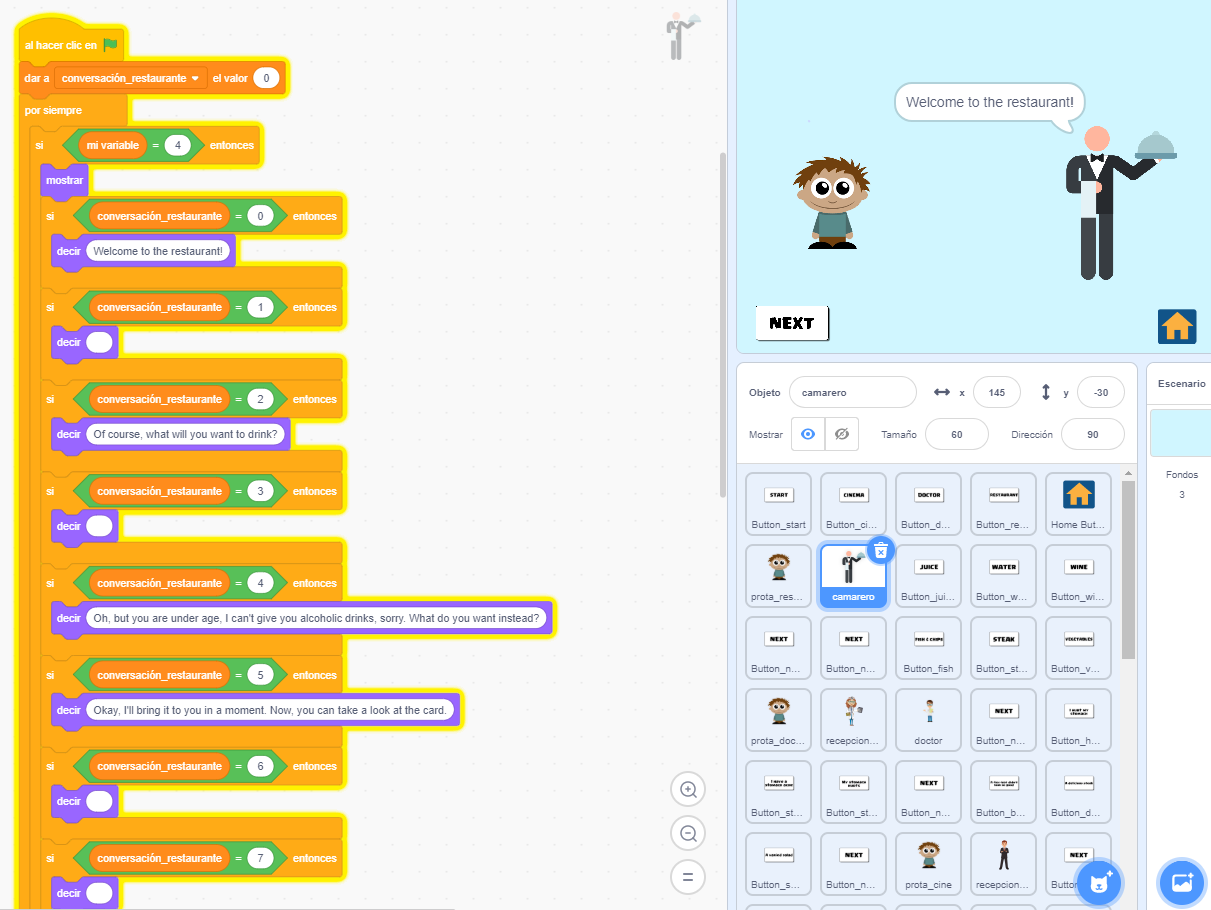 al hacer clic en
dar a conversación_restaurante el valor 0
por siempre
si mi variable = 4 entonces
mostrar
si conversación_restaurante = 0 entonces
decir Welcome to the restaurant!
si conversación_restaurante = 1 entonces
decir
si conversación_restaurante = 2 entonces
decir Of course, what will you want to drink?
si conversación_restaurante = 3 entonces
decir
si conversación_restaurante = 4 entonces
decir Oh, but you are under age, I can't give you alcoholic drinks, sorry. What do you want instead?
si conversación_restaurante = 5 entonces
decir Okay, I'll bring it to you in a moment. Now, you can take a look at the card.
si conversación_restaurante = 6 entonces
decir
si conversación_restaurante = 7 entonces
decir
Welcome to the restaurant!
NEXT
Objeto camarero x 145 y -30
Mostrar Tamaño 60 Dirección 90
START CINEMA DOCTOR RESTAURANT
Button_start Button_ci... Button_d... Button_re... Home But...
JUICE WATER WINE
prota_res... camarero Button_jui... Button_w... Button_wi...
NEXT NEXT FISH & CHIPS STEAK VEGETABLES
Button_n... Button_n... Button_fish Button_st... Button_v...
NEXT
prota_doc... recepcion... doctor Button_n... Button_h...
I have a stomach ache My stomach hurts NEXT
Button_st... Button_st... Button_n... Button_b... Button_d...
NEXT NEXT
Button_s... Button_n... prota_cine recepcion... Button
Escenario
Fondos
3